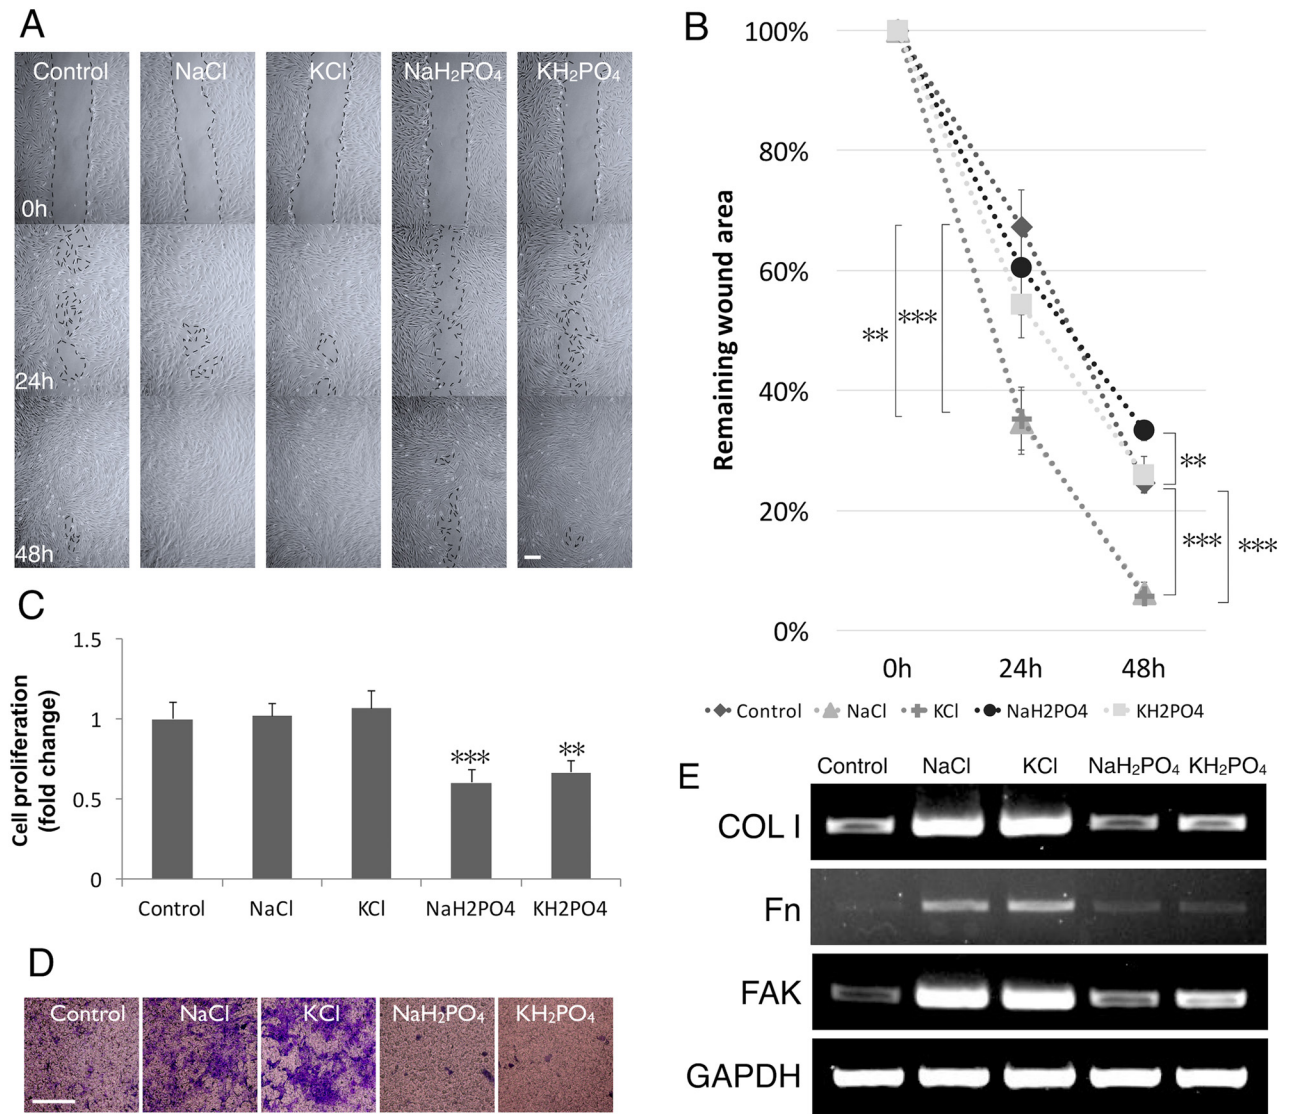 A
Control NaCl KCl NaH₂PO₄ KH₂PO₄
0h
24h
48h
B
Remaining wound area
100%
80%
60%
40%
20%
0%
** ***
**
*** ***
0h 24h 48h
Control NaCl KCl NaH2PO4 KH2PO4
C
Cell proliferation
(fold change)
1.5
1
0.5
0
*** **
Control NaCl KCl NaH2PO4 KH2PO4
D
Control NaCl KCl NaH₂PO₄ KH₂PO₄
E
Control NaCl KCl NaH₂PO₄ KH₂PO₄
COL I
Fn
FAK
GAPDH